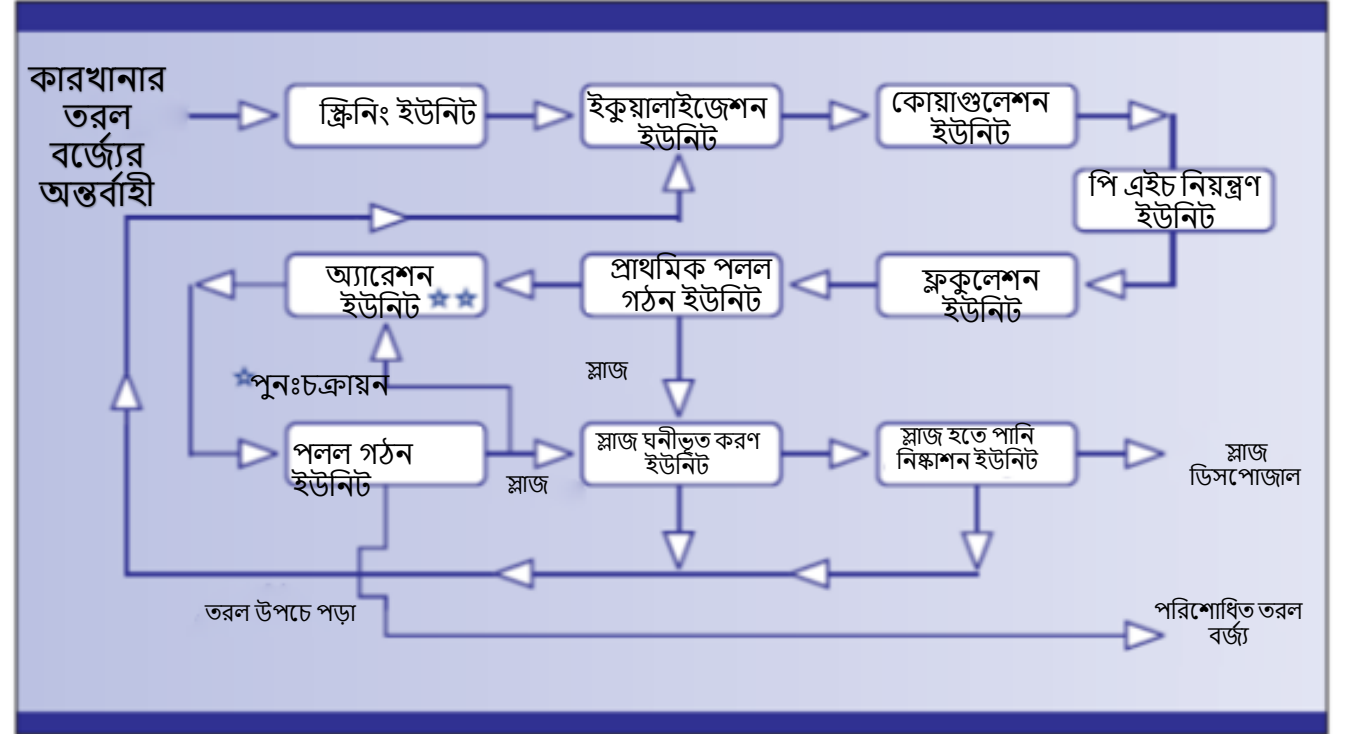 কারখানার
তরল
বর্জ্যের
অন্তর্বাহী
স্ক্রিনিং ইউনিট
ইকুয়ালাইজেশন
ইউনিট
কোয়াগুলেশন
ইউনিট
পি এইচ নিয়ন্ত্রণ
ইউনিট
অ্যারেশন
ইউনিট
প্রাথমিক পলল
গঠন ইউনিট
ফ্লকুলেশন
ইউনিট
পুনঃচক্রায়ন
স্লাজ
পলল গঠন
ইউনিট
স্লাজ
স্লাজ ঘনীভূত করণ
ইউনিট
স্লাজ হতে পানি
নিষ্কাশন ইউনিট
স্লাজ
ডিসপোজাল
তরল উপচে পড়া
পরিশোধিত তরল
বর্জ্য